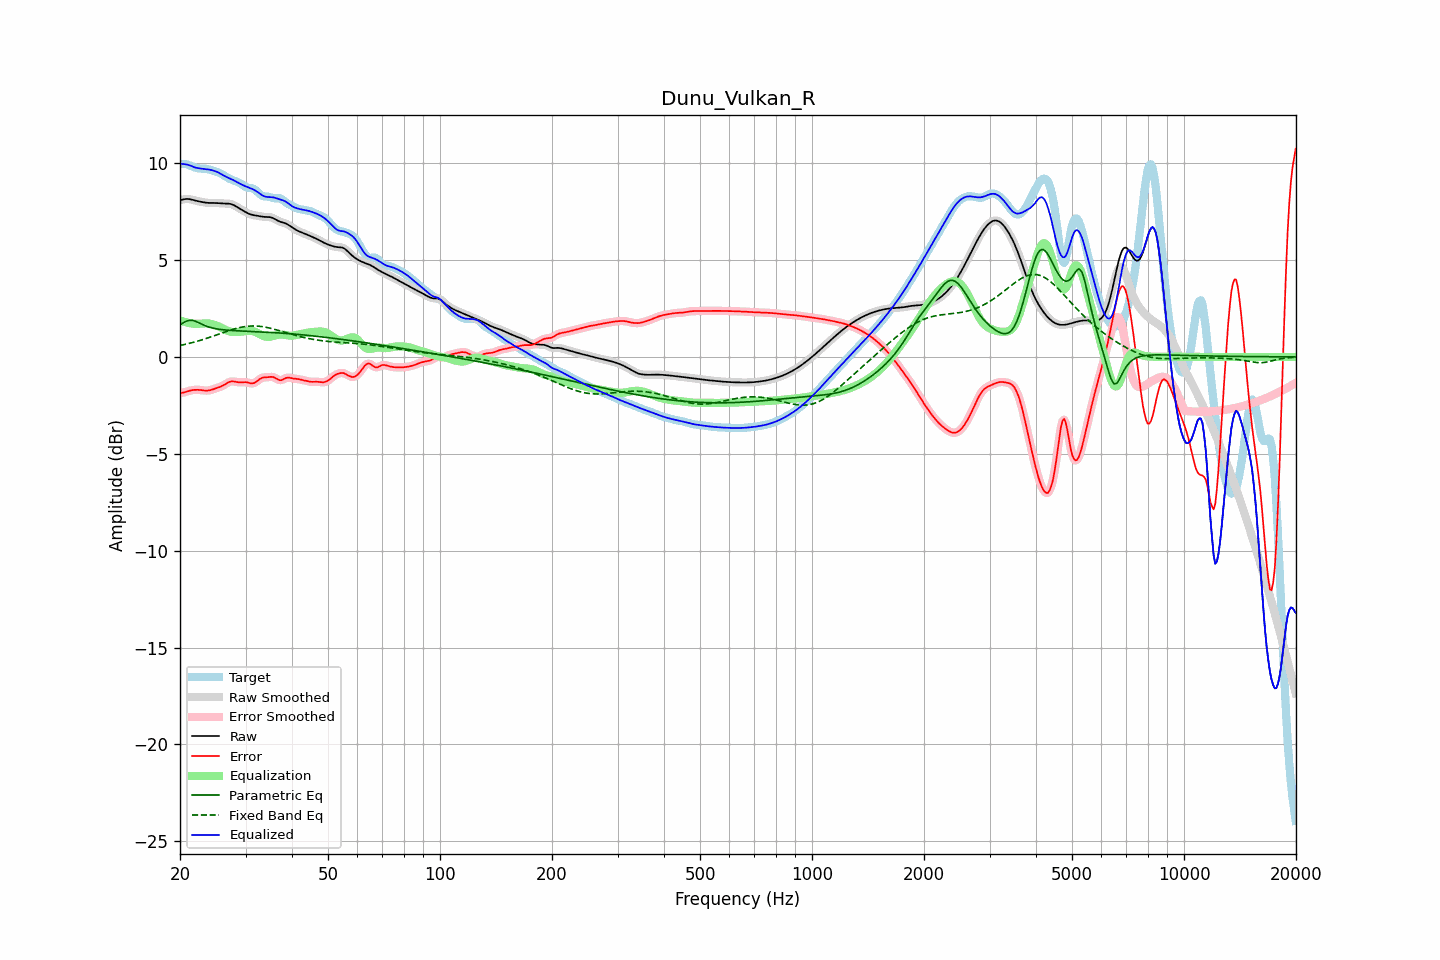 Dunu_Vulkan_R
Amplitude (dBr)
10
5
0
−5
−10
−15
−20
−25
Target
Raw Smoothed
Error Smoothed
Raw
Error
Equalization
Parametric Eq
Fixed Band Eq
Equalized
20 50 100 200 500 1000 2000 5000 10000 20000
Frequency (Hz)